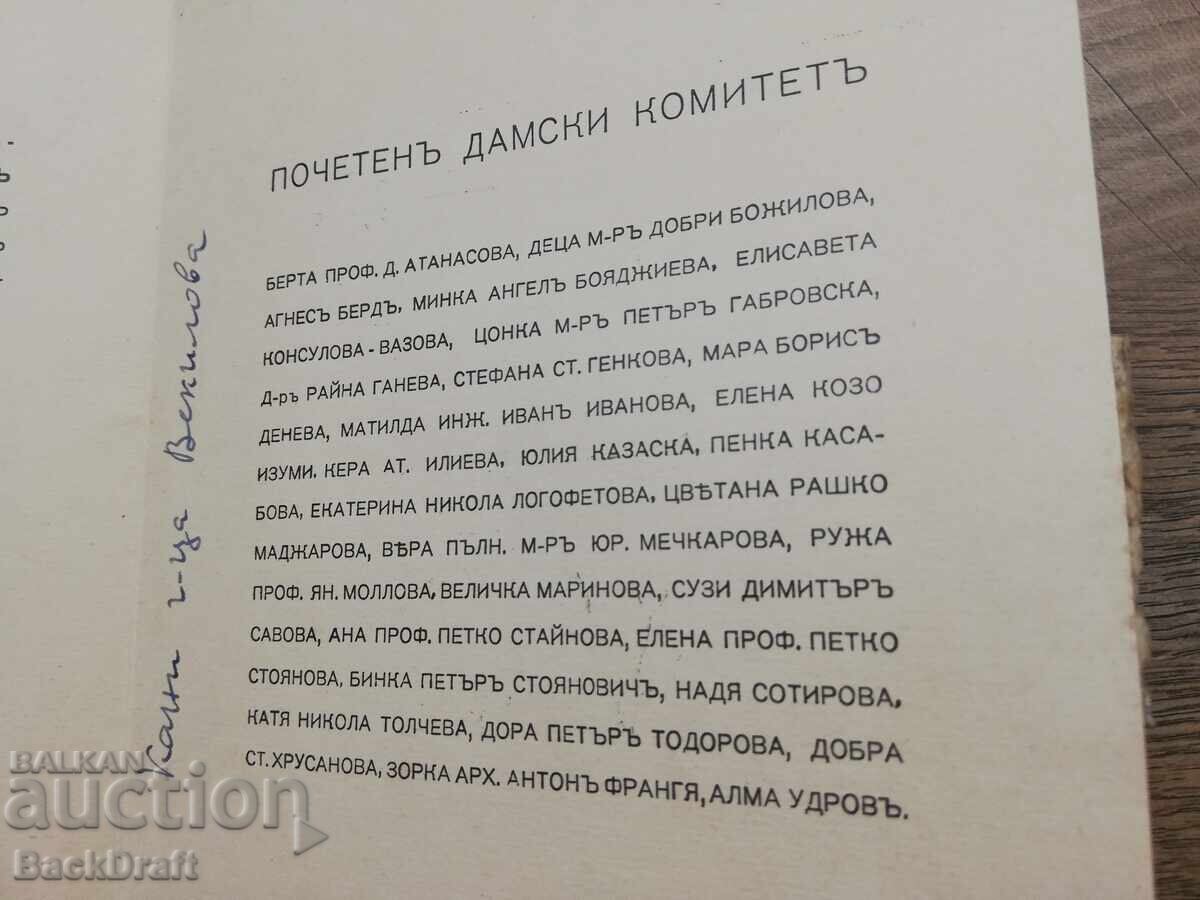 ПОЧЕТЕНЪ ДАМСКИ КОМИТЕТЪ
БЕРТА ПРОФ. Д. АТАНАСОВА, ДЕЦА М-РЪ ДОБРИ БОЖИЛОВА,
АГНЕСЪ БЕРДЪ, МИНКА АНГЕЛЪ БОЯДЖИЕВА, ЕЛИСАВЕТА
КОНСУЛОВА-ВАЗОВА, ЦОНКА М-РЪ ПЕТЪРЪ ГАБРОВСКА,
Д-ръ РАЙНА ГАНЕВА, СТЕФАНА СТ. ГЕНКОВА, МАРА БОРИСЪ
ДЕНЕВА, МАТИЛДА ИНЖ. ИВАНЪ ИВАНОВА, ЕЛЕНА КОЗО
ИЗУМИ. КЕРА АТ. ИЛИЕВА, ЮЛИЯ КАЗАСКА, ПЕНКА КАСА-
БОВА, ЕКАТЕРИНА НИКОЛА ЛОГОФЕТОВА, ЦВѢТАНА РАШКО
МАДЖАРОВА, ВѢРА ПЪЛН. М-РЪ ЮР. МЕЧКАРОВА, РУЖА
ПРОФ. ЯН. МОЛЛОВА, ВЕЛИЧКА МАРИНОВА, СУЗИ ДИМИТЪРЪ
САВОВА, АНА ПРОФ. ПЕТКО СТАЙНОВА, ЕЛЕНА ПРОФ. ПЕТКО
СТОЯНОВА, БИНКА ПЕТЪРЪ СТОЯНОВИЧЪ, НАДЯ СОТИРОВА,
КАТЯ НИКОЛА ТОЛЧЕВА, ДОРА ПЕТЪРЪ ТОДОРОВА, ДОБРА
СТ. ХРУСАНОВА, ЗОРКА АРХ. АНТОНЪ ФРАНГЯ, АЛМА УДРОВЪ.
Кани г-ца Векилова
BALKAN
auction
BackDraft